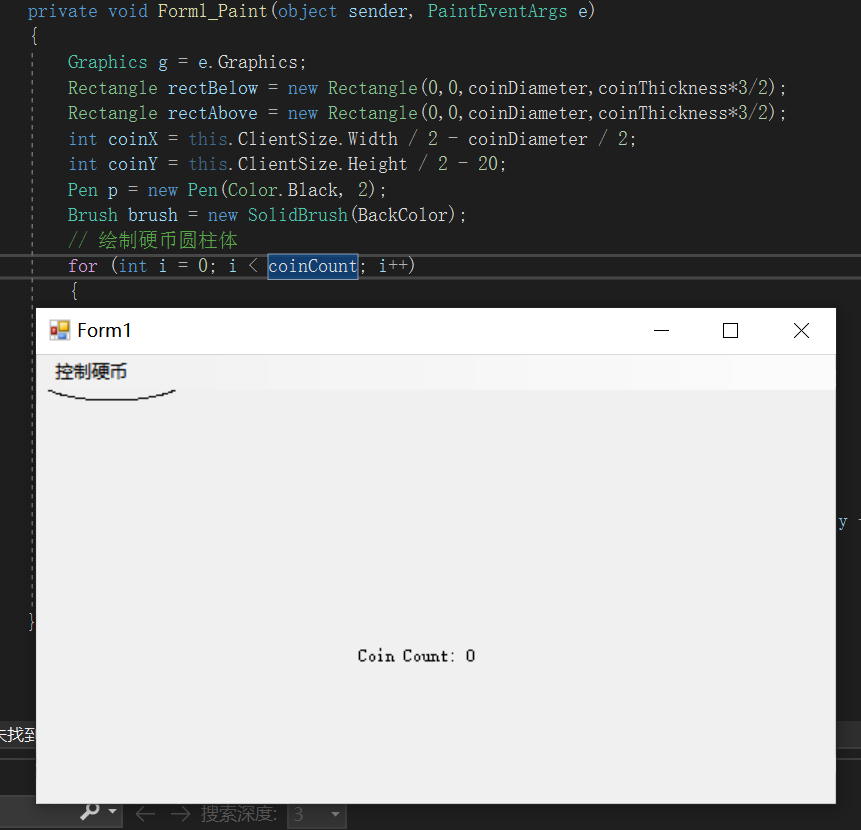 private void Form1_Paint(object sender, PaintEventArgs e)
{
Graphics g = e.Graphics;
Rectangle rectBelow = new Rectangle(0,0,coinDiameter,coinThickness*3/2);
Rectangle rectAbove = new Rectangle(0,0,coinDiameter,coinThickness*3/2);
int coinX = this.ClientSize.Width / 2 - coinDiameter / 2;
int coinY = this.ClientSize.Height / 2 - 20;
Pen p = new Pen(Color.Black, 2);
Brush brush = new SolidBrush(BackColor);
// 绘制硬币圆柱体
for (int i = 0; i < coinCount; i++)
{
Form1
控制硬币
y
Coin Count: 0
}
未找到
搜索深度: 3